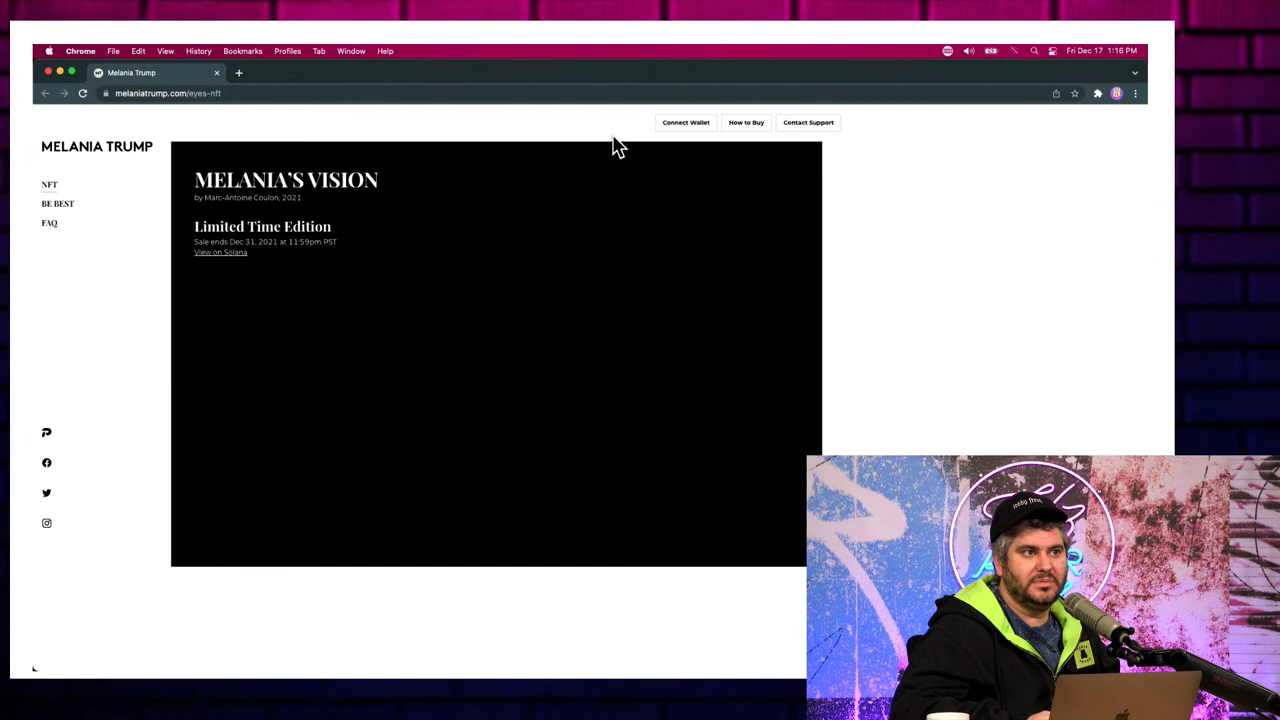 Chrome File Edit View History Bookmarks Profiles Tab Window Help Fri Dec 17 1:16 PM
Melania Trump
melaniatrump.com/eyes-nft
Connect Wallet How to Buy Contact Support
MELANIA TRUMP
NFT
BE BEST
FAQ
MELANIA'S VISION
by Marc-Antoine Coulon, 2021
Limited Time Edition
Sale ends Dec 31, 2021 at 11:59pm PST
View on Solana